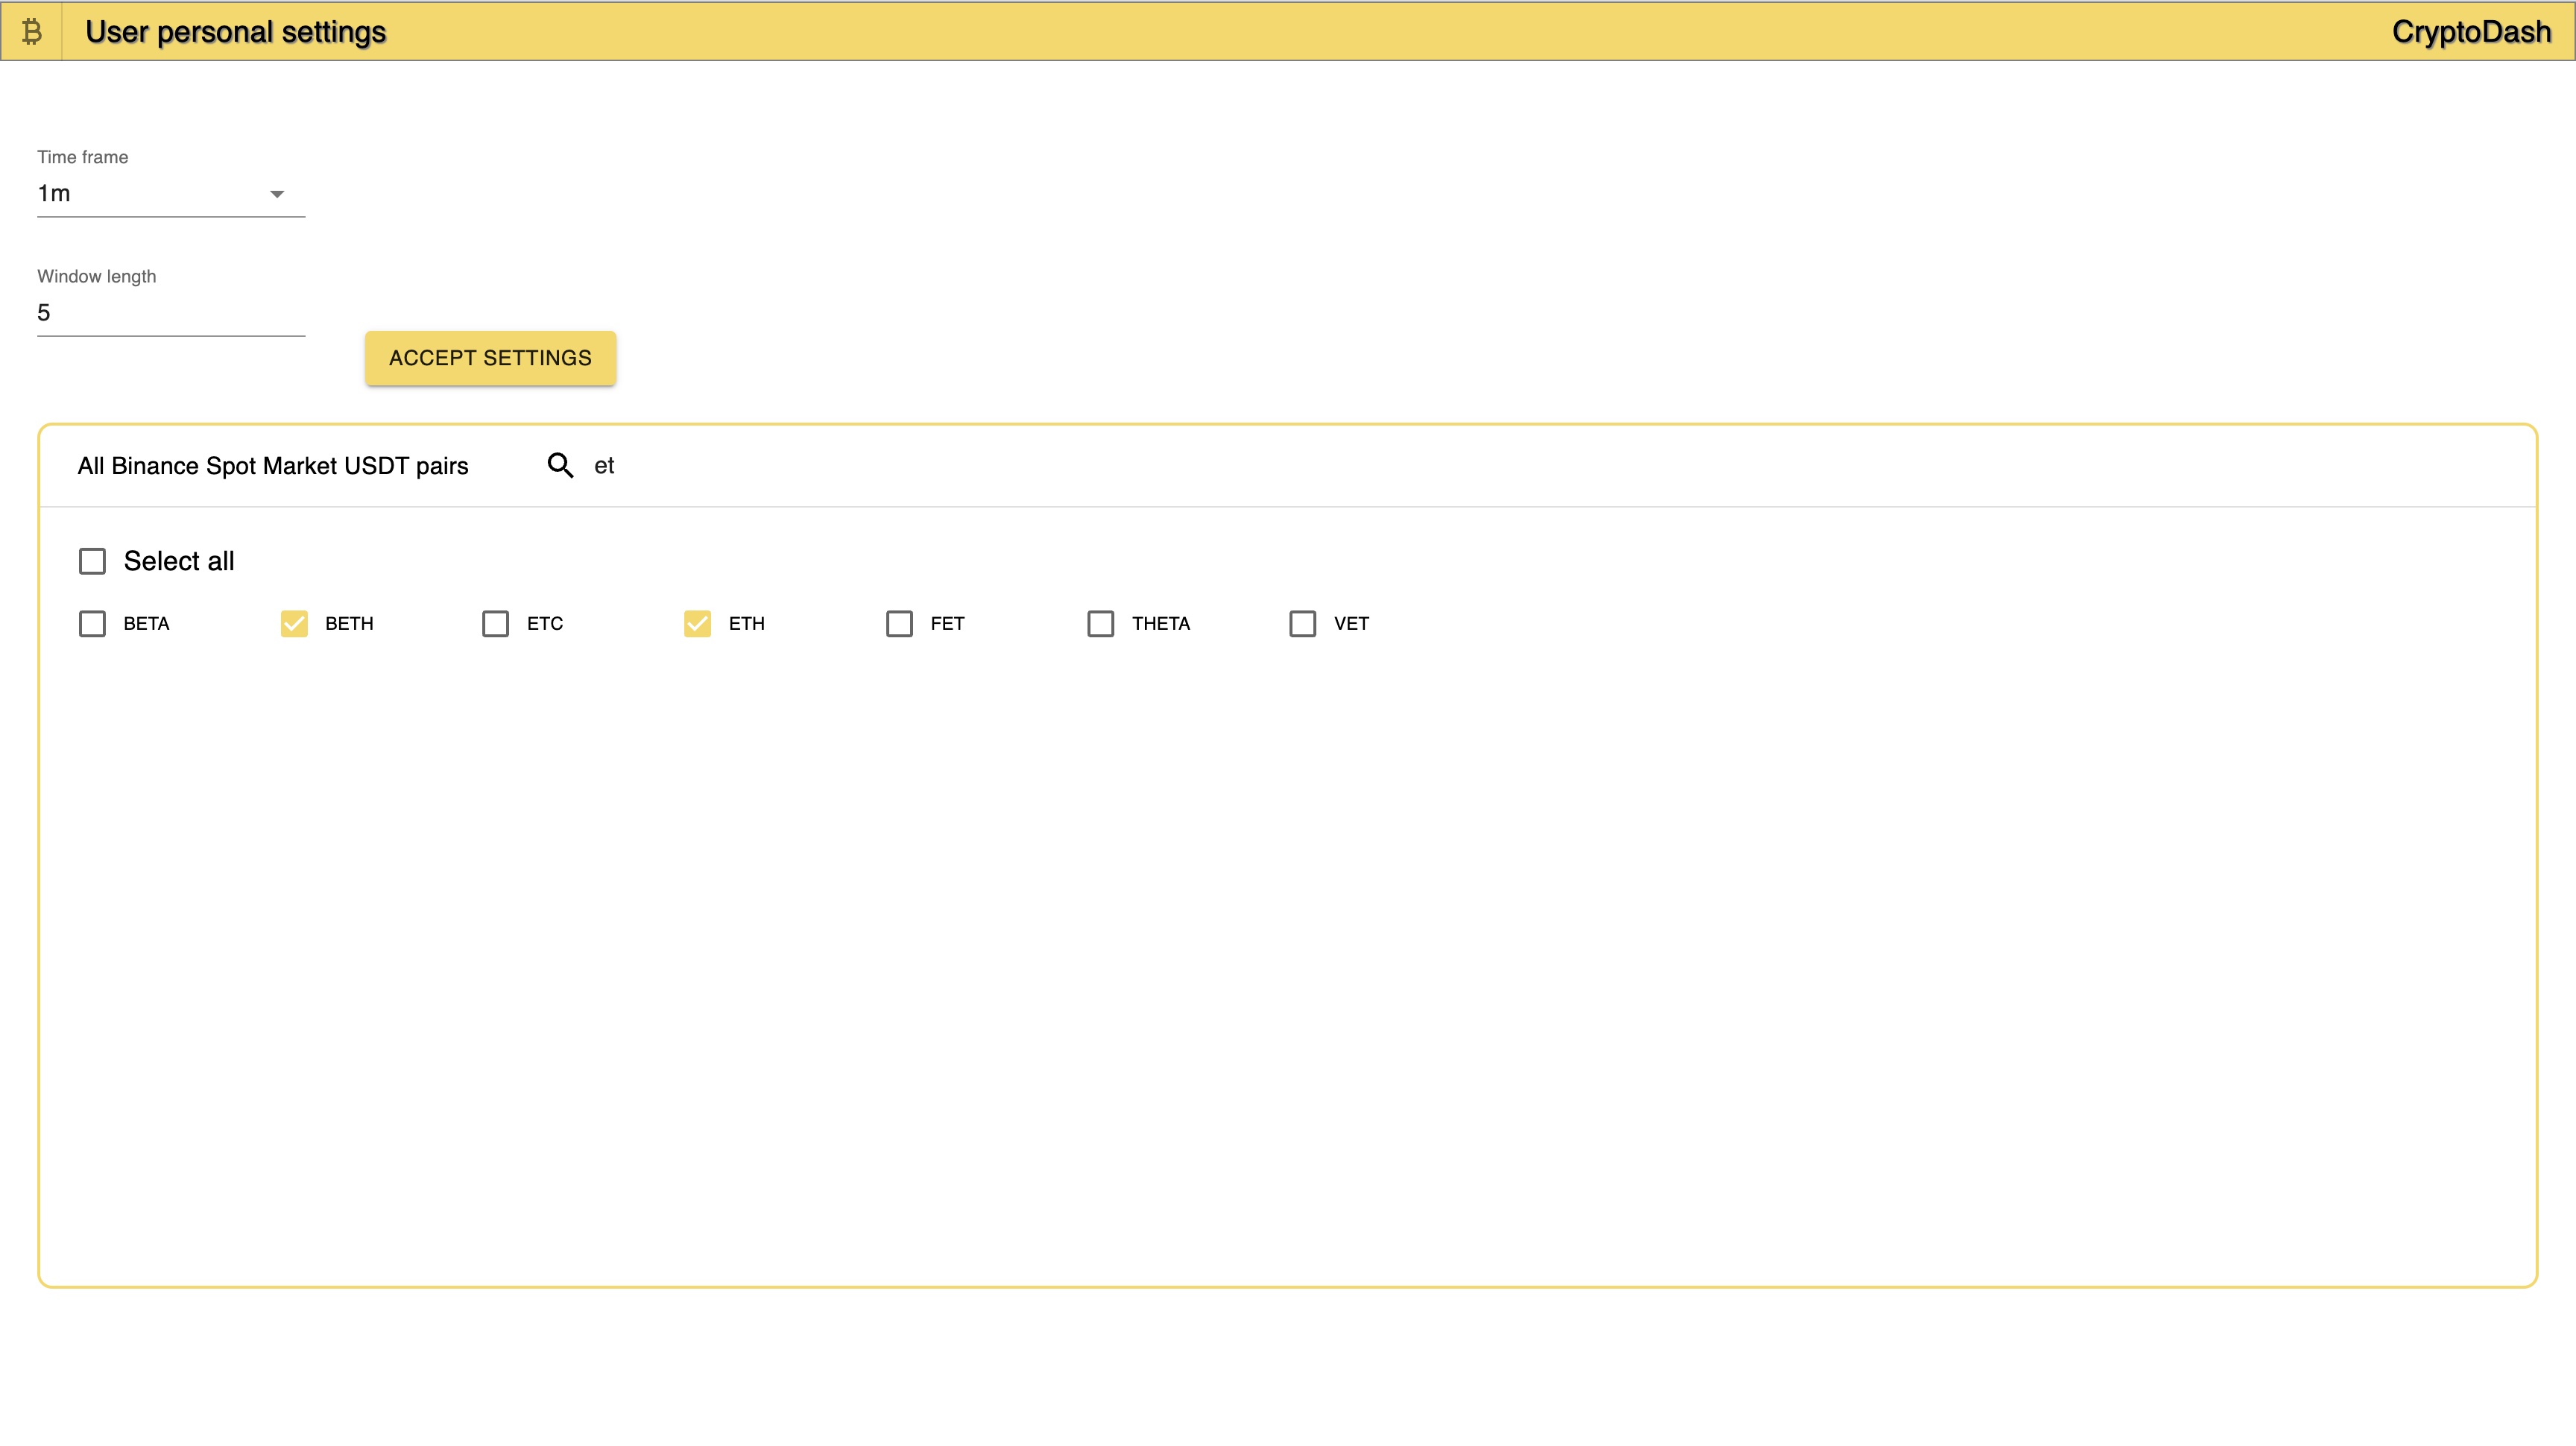 ₿ User personal settings CryptoDash
Time frame
1m
Window length
5
ACCEPT SETTINGS
All Binance Spot Market USDT pairs et
Select all
BETA BETH ETC ETH FET THETA VET